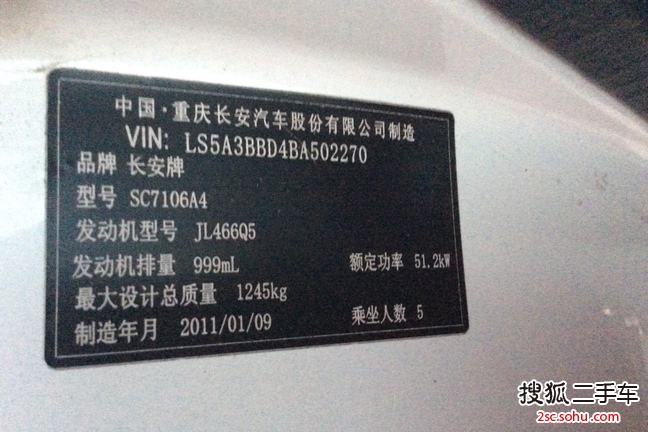 中国·重庆长安汽车股份有限公司制造
VIN: LS5A3BBD4BA502270
品牌 长安牌
型号 SC7106A4
发动机型号 JL466Q5
发动机排量 999mL 额定功率 51.2kW
最大设计总质量 1245kg
制造年月 2011/01/09 乘坐人数 5
搜狐 二手车
2sc.sohu.com